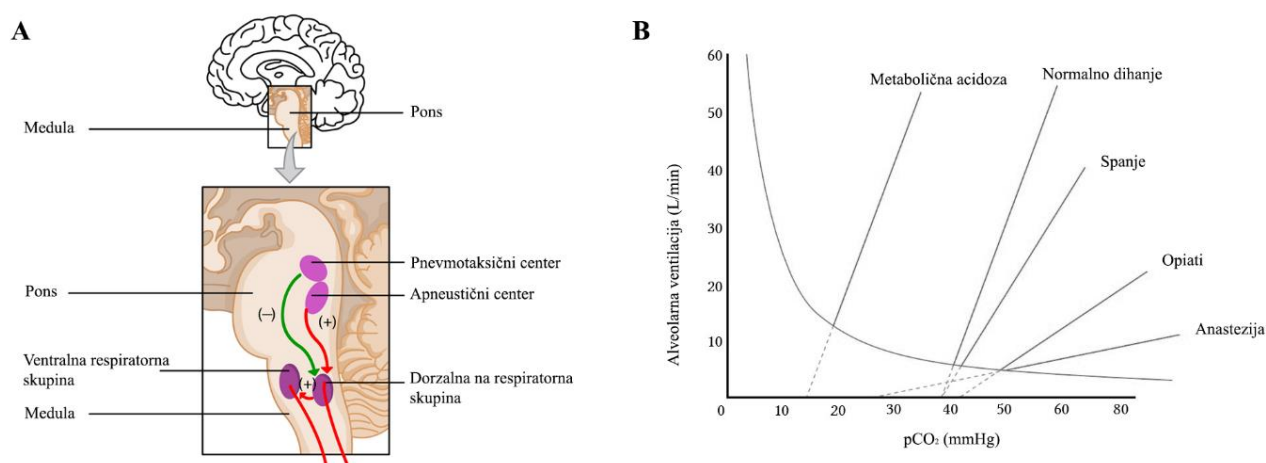 A
Medula
Pons
Pons
(–)
(+)
(+)
Pnevmotaksični center
Apneustični center
Ventralna respiratorna
skupina
Medula
Dorzalna na respiratorna
skupina
B
Alveolarna ventilacija (L/min)
60
50
40
30
20
10
0
10
20
30
40
50
60
80
pCO₂ (mmHg)
Metabolična acidoza
Normalno dihanje
Spanje
Opiati
Anastezija